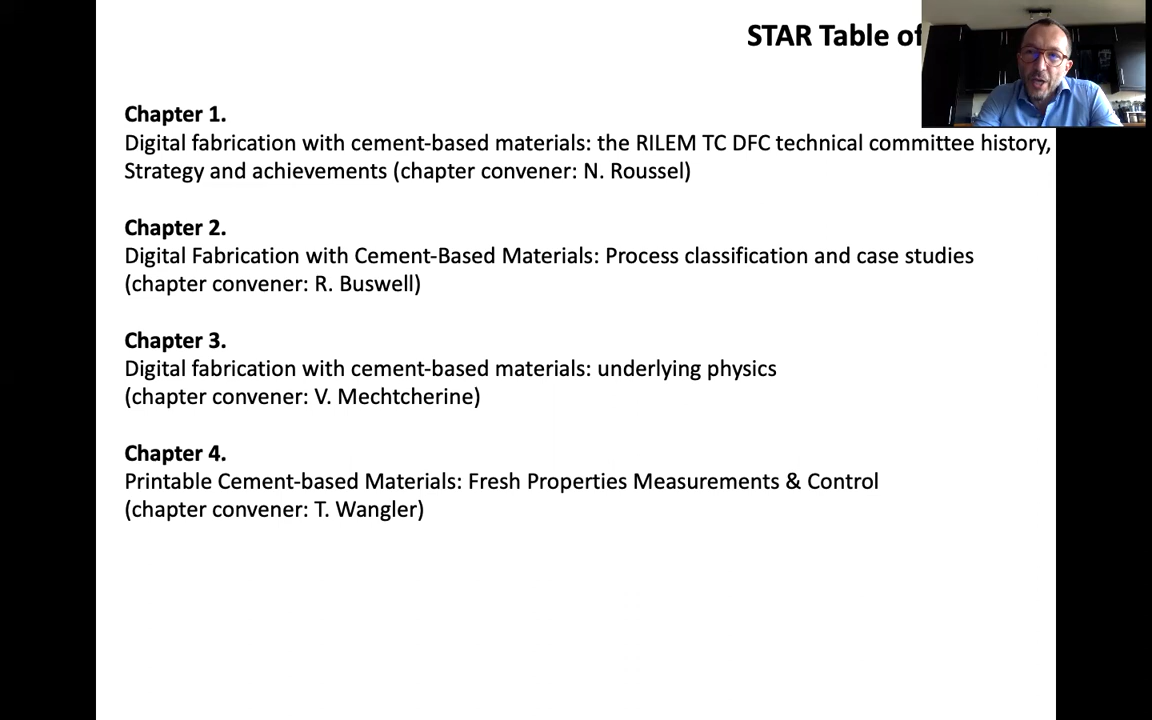 STAR Table of
Chapter 1.
Digital fabrication with cement-based materials: the RILEM TC DFC technical committee history,
Strategy and achievements (chapter convener: N. Roussel)
Chapter 2.
Digital Fabrication with Cement-Based Materials: Process classification and case studies
(chapter convener: R. Buswell)
Chapter 3.
Digital fabrication with cement-based materials: underlying physics
(chapter convener: V. Mechtcherine)
Chapter 4.
Printable Cement-based Materials: Fresh Properties Measurements & Control
(chapter convener: T. Wangler)